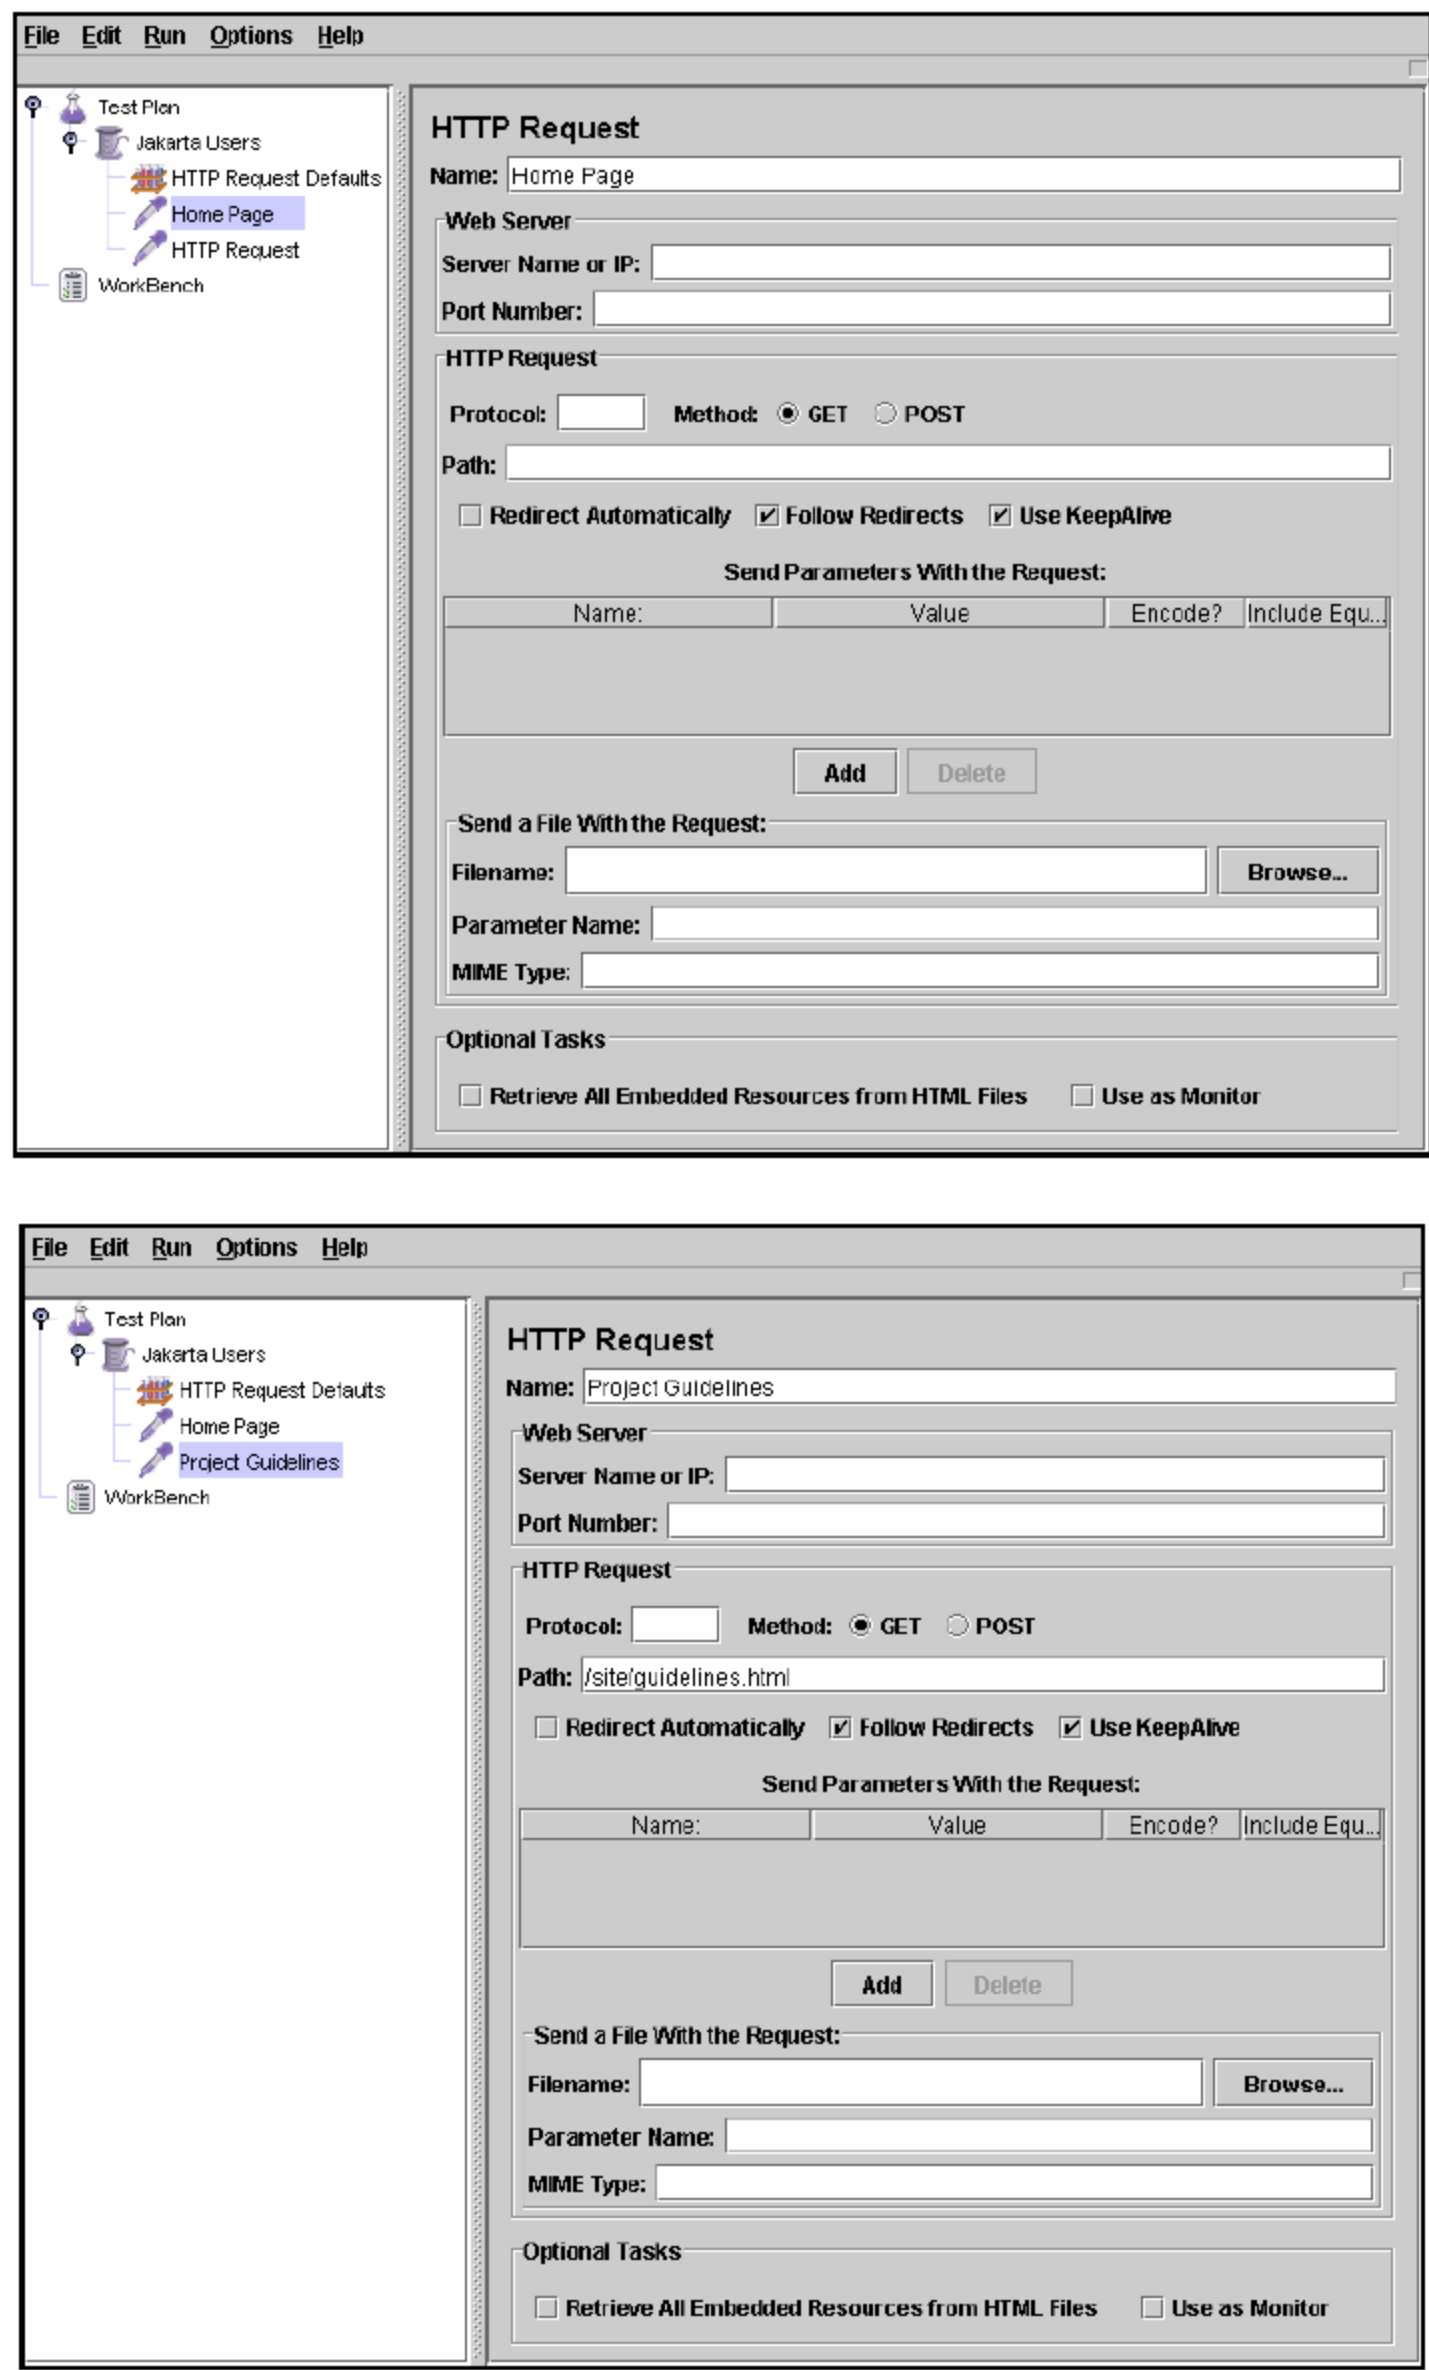 File Edit Run Options Help
Test Plan
Jakarta Users
HTTP Request Defaults
Home Page
HTTP Request
WorkBench
HTTP Request
Name: Home Page
Web Server
Server Name or IP:
Port Number:
HTTP Request
Protocol: Method: GET POST
Path:
Redirect Automatically Follow Redirects Use KeepAlive
Send Parameters With the Request:
Name: Value Encode? Include Equ...
Add Delete
Send a File With the Request:
Filename: Browse...
Parameter Name:
MIME Type:
Optional Tasks
Retrieve All Embedded Resources from HTML Files Use as Monitor
File Edit Run Options Help
Test Plan
Jakarta Users
HTTP Request Defaults
Home Page
Project Guidelines
WorkBench
HTTP Request
Name: Project Guidelines
Web Server
Server Name or IP:
Port Number:
HTTP Request
Protocol: Method: GET POST
Path: /site/guidelines.html
Redirect Automatically Follow Redirects Use KeepAlive
Send Parameters With the Request:
Name: Value Encode? Include Equ...
Add Delete
Send a File With the Request:
Filename: Browse...
Parameter Name:
MIME Type:
Optional Tasks
Retrieve All Embedded Resources from HTML Files Use as Monitor